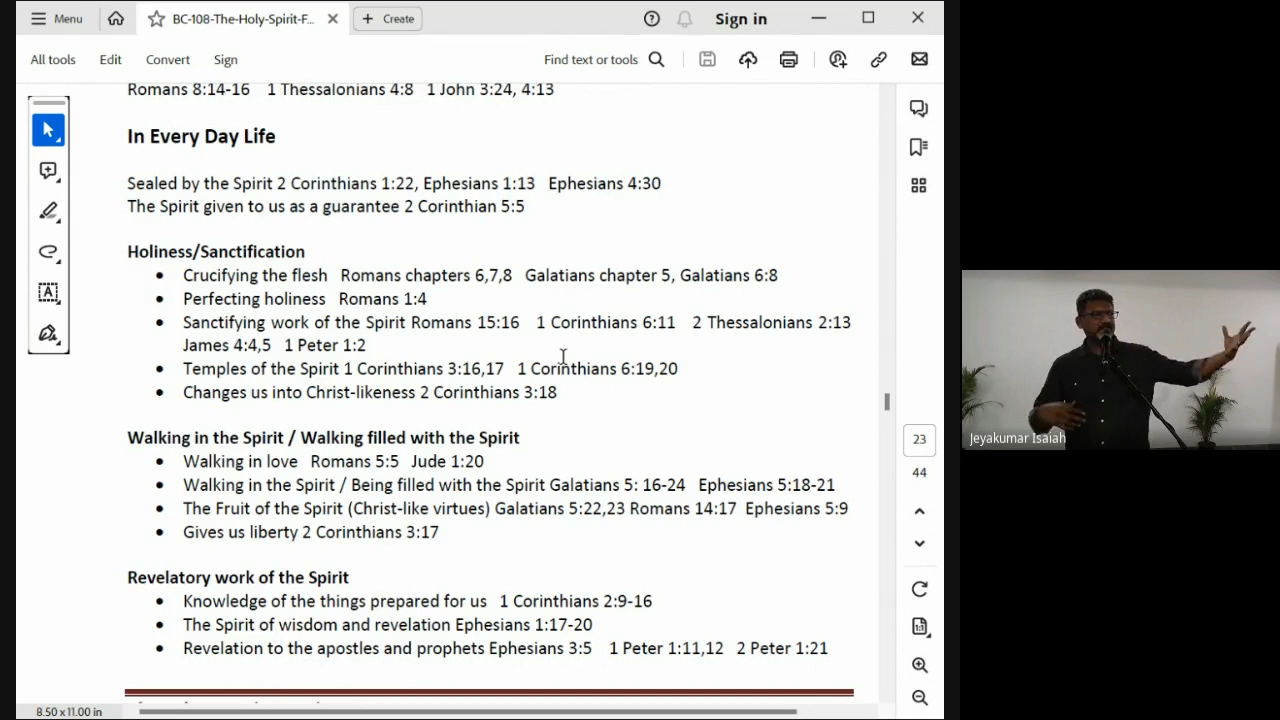 Menu
BC-108-The-Holy-Spirit-F...
Create
Sign in
All tools
Edit
Convert
Sign
Find text or tools
Romans 8:14-16 1 Thessalonians 4:8 1 John 3:24, 4:13
In Every Day Life
Sealed by the Spirit 2 Corinthians 1:22, Ephesians 1:13 Ephesians 4:30
The Spirit given to us as a guarantee 2 Corinthian 5:5
Holiness/Sanctification
• Crucifying the flesh Romans chapters 6,7,8 Galatians chapter 5, Galatians 6:8
• Perfecting holiness Romans 1:4
• Sanctifying work of the Spirit Romans 15:16 1 Corinthians 6:11 2 Thessalonians 2:13
James 4:4,5 1 Peter 1:2
• Temples of the Spirit 1 Corinthians 3:16,17 1 Corinthians 6:19,20
• Changes us into Christ-likeness 2 Corinthians 3:18
Walking in the Spirit / Walking filled with the Spirit
• Walking in love Romans 5:5 Jude 1:20
• Walking in the Spirit / Being filled with the Spirit Galatians 5: 16-24 Ephesians 5:18-21
• The Fruit of the Spirit (Christ-like virtues) Galatians 5:22,23 Romans 14:17 Ephesians 5:9
• Gives us liberty 2 Corinthians 3:17
Revelatory work of the Spirit
• Knowledge of the things prepared for us 1 Corinthians 2:9-16
• The Spirit of wisdom and revelation Ephesians 1:17-20
• Revelation to the apostles and prophets Ephesians 3:5 1 Peter 1:11,12 2 Peter 1:21
8.50 x 11.00 in
23
44
1:1
Jeyakumar Isaiah